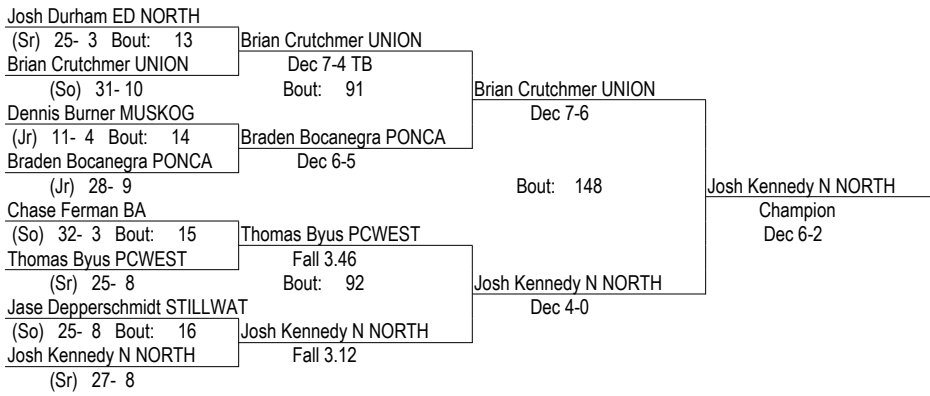 Josh Durham ED NORTH
(Sr) 25- 3 Bout: 13
Brian Crutchmer UNION
(So) 31- 10
Dennis Burner MUSKOG
(Jr) 11- 4 Bout: 14
Braden Bocanegra PONCA
(Jr) 28- 9
Chase Ferman BA
(So) 32- 3 Bout: 15
Thomas Byus PCWEST
(Sr) 25- 8
Jase Depperschmidt STILLWAT
(So) 25- 8 Bout: 16
Josh Kennedy N NORTH
(Sr) 27- 8
Brian Crutchmer UNION
Dec 7-4 TB
Bout: 91
Braden Bocanegra PONCA
Dec 6-5
Thomas Byus PCWEST
Fall 3.46
Bout: 92
Josh Kennedy N NORTH
Fall 3.12
Brian Crutchmer UNION
Dec 7-6
Bout: 148
Josh Kennedy N NORTH
Dec 4-0
Josh Kennedy N NORTH
Champion
Dec 6-2